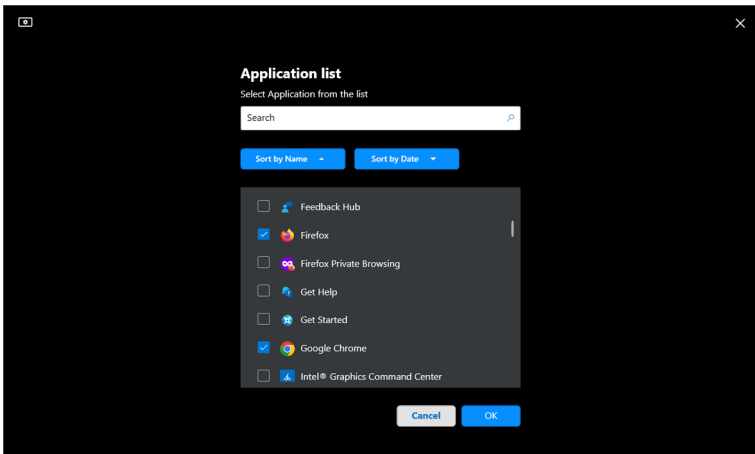 Application list
Select Application from the list
Search
Sort by Name
Sort by Date
Feedback Hub
Firefox
Firefox Private Browsing
Get Help
Get Started
Google Chrome
Intel® Graphics Command Center
Cancel
OK